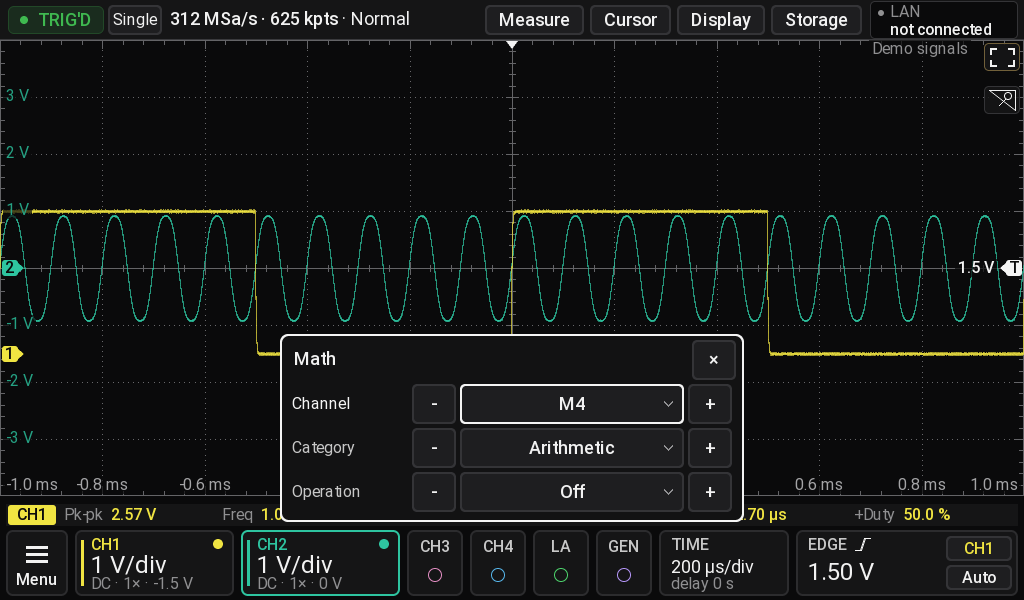 TRIG'D Single 312 MSa/s · 625 kpts · Normal Measure Cursor Display Storage LAN
not connected
Demo signals
3 V
2 V
1 V
2 1.5 V T
-1 V
1
-2 V
-3 V
-1.0 ms -0.8 ms -0.6 ms 0.6 ms 0.8 ms 1.0 ms
Math ×
Channel - M4 +
Category - Arithmetic +
Operation - Off +
CH1 Pk-pk 2.57 V Freq 1.0 .70 µs +Duty 50.0 %
Menu
CH1
1 V/div
DC · 1× · -1.5 V
CH2
1 V/div
DC · 1× · 0 V
CH3 CH4 LA GEN
TIME
200 µs/div
delay 0 s
EDGE CH1
1.50 V Auto